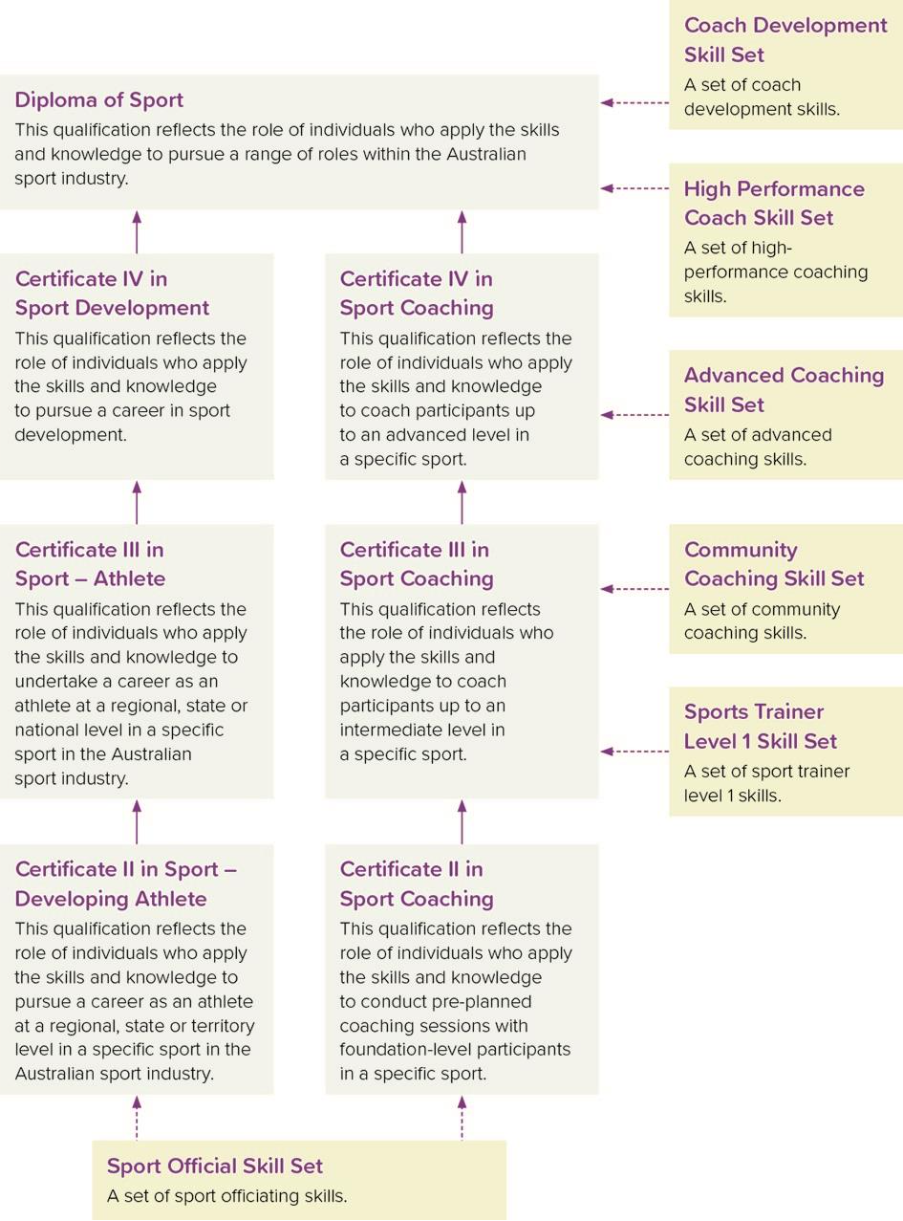 Coach Development
Skill Set
A set of coach
development skills.
Diploma of Sport
This qualification reflects the role of individuals who apply the skills
and knowledge to pursue a range of roles within the Australian
sport industry.
High Performance
Coach Skill Set
A set of high-
performance coaching
skills.
Certificate IV in
Sport Development
This qualification reflects the
role of individuals who apply
the skills and knowledge
to pursue a career in sport
development.
Certificate IV in
Sport Coaching
This qualification reflects the
role of individuals who apply
the skills and knowledge
to coach participants up
to an advanced level in
a specific sport.
Advanced Coaching
Skill Set
A set of advanced
coaching skills.
Certificate III in
Sport – Athlete
This qualification reflects the
role of individuals who apply
the skills and knowledge to
undertake a career as an
athlete at a regional, state or
national level in a specific
sport in the Australian
sport industry.
Certificate III in
Sport Coaching
This qualification reflects
the role of individuals who
apply the skills and
knowledge to coach
participants up to an
intermediate level in
a specific sport.
Community
Coaching Skill Set
A set of community
coaching skills.
Sports Trainer
Level 1 Skill Set
A set of sport trainer
level 1 skills.
Certificate II in Sport –
Developing Athlete
This qualification reflects the
role of individuals who apply
the skills and knowledge to
pursue a career as an athlete
at a regional, state or territory
level in a specific sport in the
Australian sport industry.
Certificate II in
Sport Coaching
This qualification reflects the
role of individuals who apply
the skills and knowledge
to conduct pre-planned
coaching sessions with
foundation-level participants
in a specific sport.
Sport Official Skill Set
A set of sport officiating skills.